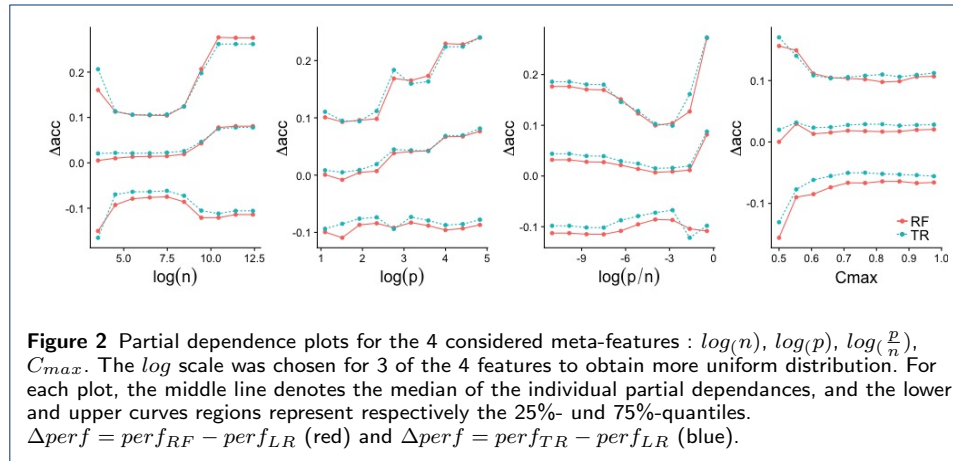 Δacc
0.2
0.1
0.0
-0.1
5.0 7.5 10.0 12.5
log(n)
Δacc
0.2
0.1
0.0
-0.1
1 2 3 4 5
log(p)
Δacc
0.2
0.1
0.0
-0.1
-9 -6 -3 0
log(p/n)
Δacc
0.1
0.0
-0.1
0.5 0.6 0.7 0.8 0.9 1.0
Cmax
RF
TR
Figure 2 Partial dependence plots for the 4 considered meta-features : log(n), log(p), log(p/n),
Cmax. The log scale was chosen for 3 of the 4 features to obtain more uniform distribution. For
each plot, the middle line denotes the median of the individual partial dependances, and the lower
and upper curves regions represent respectively the 25%- und 75%-quantiles.
Δperf = perfRF − perfLR (red) and Δperf = perfTR − perfLR (blue).